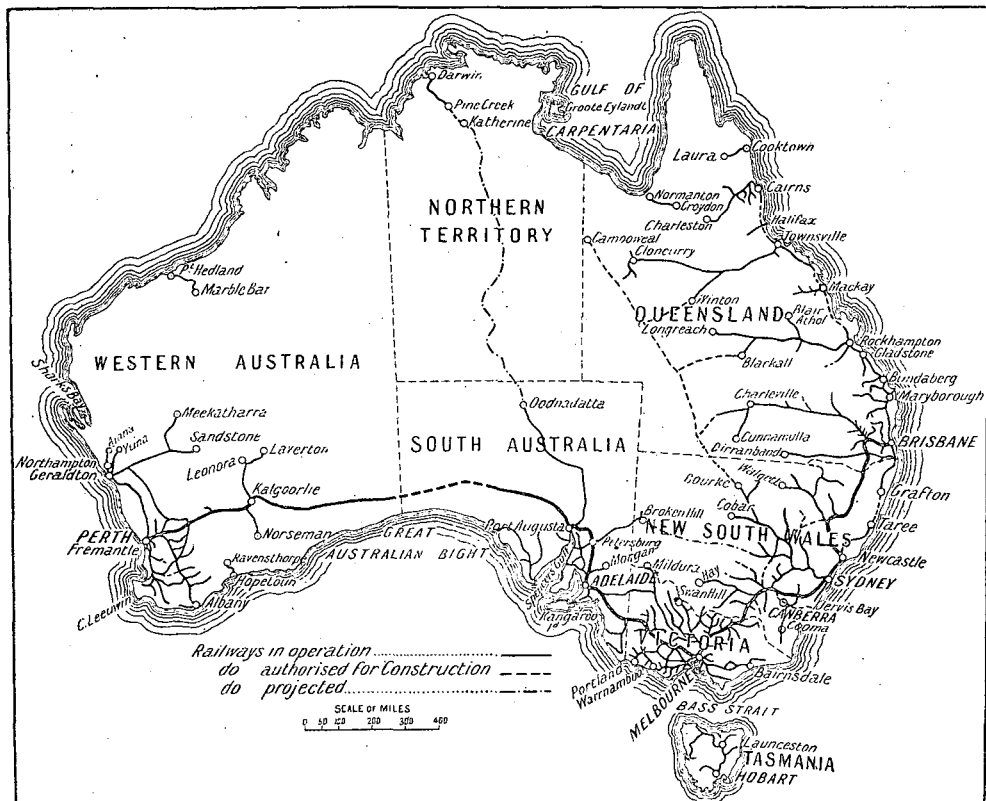 Darwin
Pine Creek
Katherine
GULF OF
Groote Eylandt
CARPENTARIA
Laura
Cooktown
Cairns
Normanton
Croydon
Charleston
Halifax
Townsville
NORTHERN
TERRITORY
Camooweal
Cloncurry
Pt Hedland
Marble Bar
Mackay
Winton
Blair
Athol
QUEENSLAND
Longreach
Rockhampton
Gladstone
WESTERN AUSTRALIA
Blackall
Sharks Bay
Bundaberg
Maryborough
Charleville
Oodnadatta
Meekatharra
Yuna
Sandstone
Laverton
Leonora
SOUTH AUSTRALIA
Cunnamulla
BRISBANE
Dirranbandi
Northampton
Geraldton
Kalgoorlie
Walgett
Bourke
Grafton
Cobar
Broken Hill
Port Augusta
Norseman
GREAT
AUSTRALIAN BIGHT
NEW SOUTH WALES
Taree
PERTH
Fremantle
Petersburg
Morgan
Newcastle
Ravensthorpe
Mildura
Hay
ADELAIDE
SYDNEY
Hopetoun
Swan Hill
Jervis Bay
C. Leeuwin
Albany
Kangaroo
Id
CANBERRA
Cooma
VICTORIA
Railways in operation
do authorised for Construction
do projected
Portland
Warrnambool
MELBOURNE
Bairnsdale
SCALE OF MILES
0 50 100 200 300 400
BASS STRAIT
Launceston
TASMANIA
HOBART